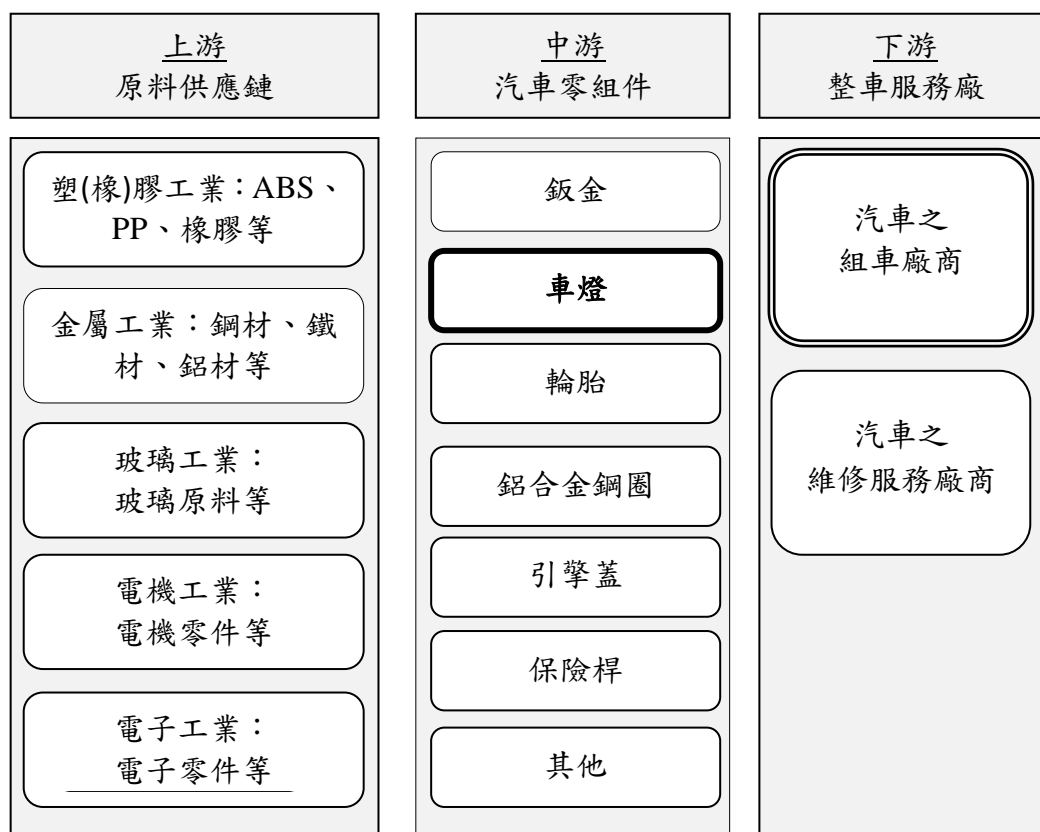 上游
原料供應鏈
塑(橡)膠工業：ABS、
PP、橡膠等
金屬工業：鋼材、鐵
材、鋁材等
玻璃工業：
玻璃原料等
電機工業：
電機零件等
電子工業：
電子零件等
中游
汽車零組件
鈑金
車燈
輪胎
鋁合金鋼圈
引擎蓋
保險桿
其他
下游
整車服務廠
汽車之
組車廠商
汽車之
維修服務廠商